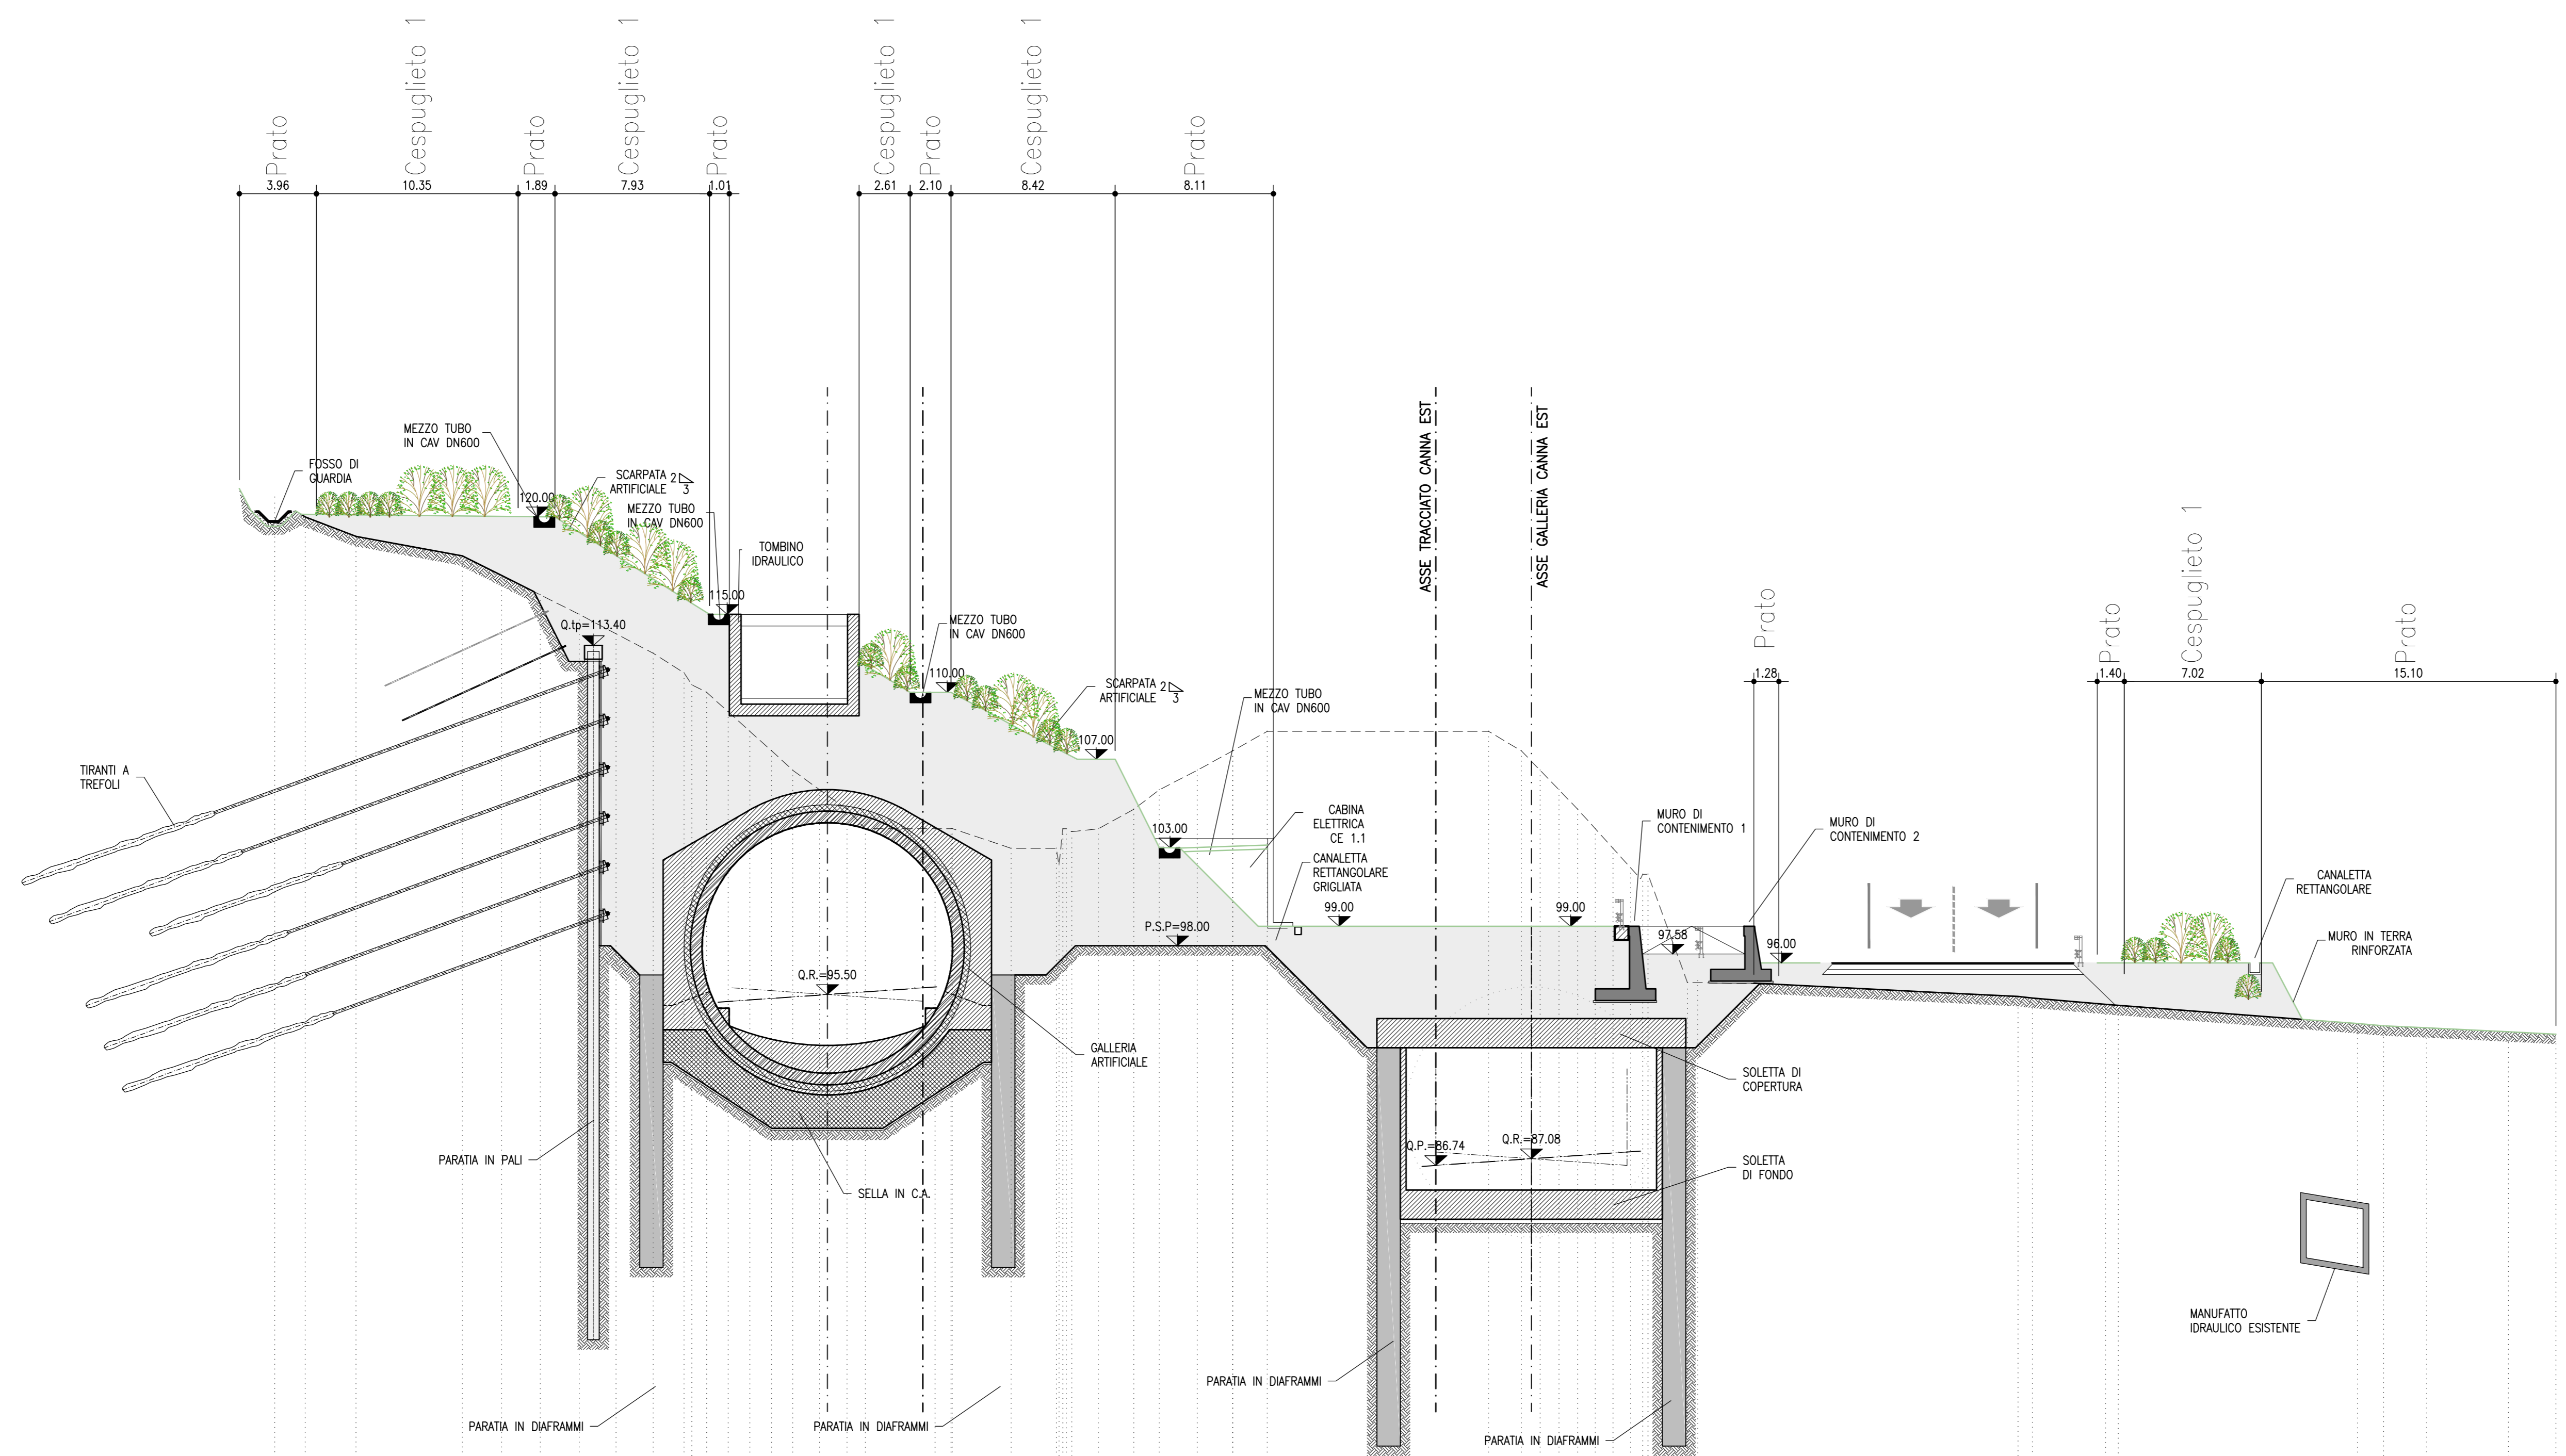 Prato
Cespuglieto 1
Prato
Cespuglieto 1
Prato
Cespuglieto 1
Prato
Cespuglieto 1
Prato
3.96
10.35
1.89
7.93
1.01
2.61
2.10
8.42
8.11
ASSE TRACCIATO CANNA EST
ASSE GALLERIA CANNA EST
MEZZO TUBO
IN CAV DN600
FOSSO DI
GUARDIA
120.00
SCARPATA
ARTIFICIALE
2
3
MEZZO TUBO
IN CAV DN600
TOMBINO
IDRAULICO
115.00
Q.tp=113.40
MEZZO TUBO
IN CAV DN600
110.00
SCARPATA
ARTIFICIALE
2
3
MEZZO TUBO
IN CAV DN600
107.00
Prato
1.28
Prato
1.40
Cespuglieto 1
7.02
Prato
15.10
TIRANTI A
TREFOLI
103.00
CABINA
ELETTRICA
CE 1.1
CANALETTA
RETTANGOLARE
GRIGLIATA
MURO DI
CONTENIMENTO 1
MURO DI
CONTENIMENTO 2
CANALETTA
RETTANGOLARE
MURO IN TERRA
RINFORZATA
99.00
99.00
P.S.P=98.00
97.58
96.00
Q.R.=95.50
GALLERIA
ARTIFICIALE
SOLETTA DI
COPERTURA
Q.P.=86.74
Q.R.=87.08
SOLETTA
DI FONDO
PARATIA IN PALI
SELLA IN C.A.
MANUFATTO
IDRAULICO ESISTENTE
PARATIA IN DIAFRAMMI
PARATIA IN DIAFRAMMI
PARATIA IN DIAFRAMMI
PARATIA IN DIAFRAMMI